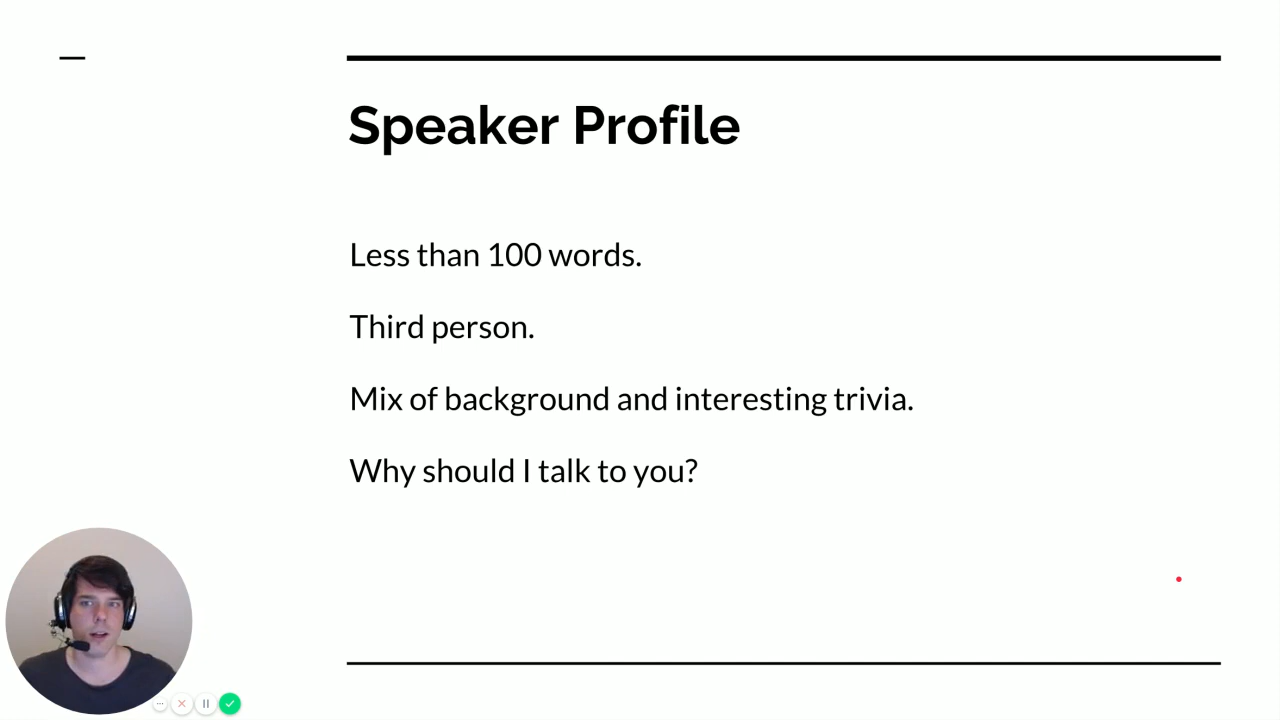 Speaker Profile
Less than 100 words.
Third person.
Mix of background and interesting trivia.
Why should I talk to you?